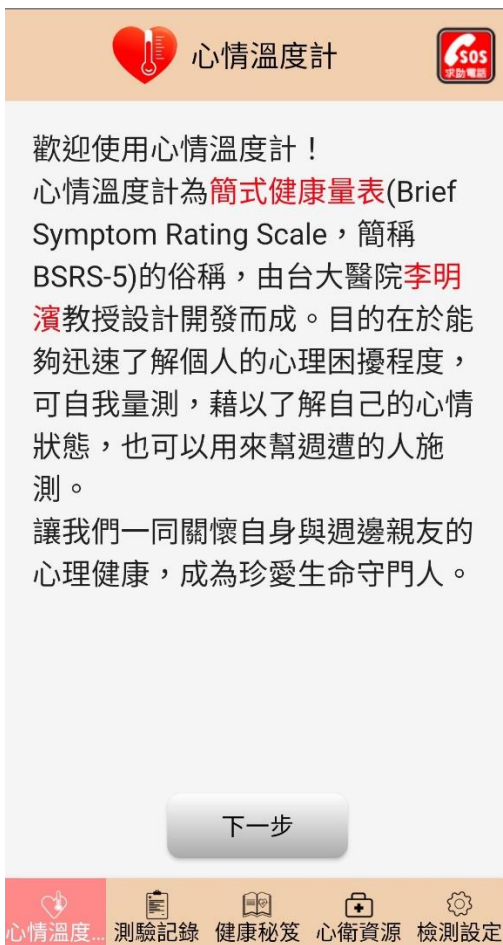 心情溫度計
SOS
求助電話
歡迎使用心情溫度計！
心情溫度計為簡式健康量表(Brief
Symptom Rating Scale，簡稱
BSRS-5)的俗稱，由台大醫院李明
濱教授設計開發而成。目的在於能
夠迅速了解個人的心理困擾程度，
可自我量測，藉以了解自己的心情
狀態，也可以用來幫週遭的人施
測。
讓我們一同關懷自身與週邊親友的
心理健康，成為珍愛生命守門人。
下一步
心情溫度... 測驗記錄 健康秘笈 心衛資源 檢測設定